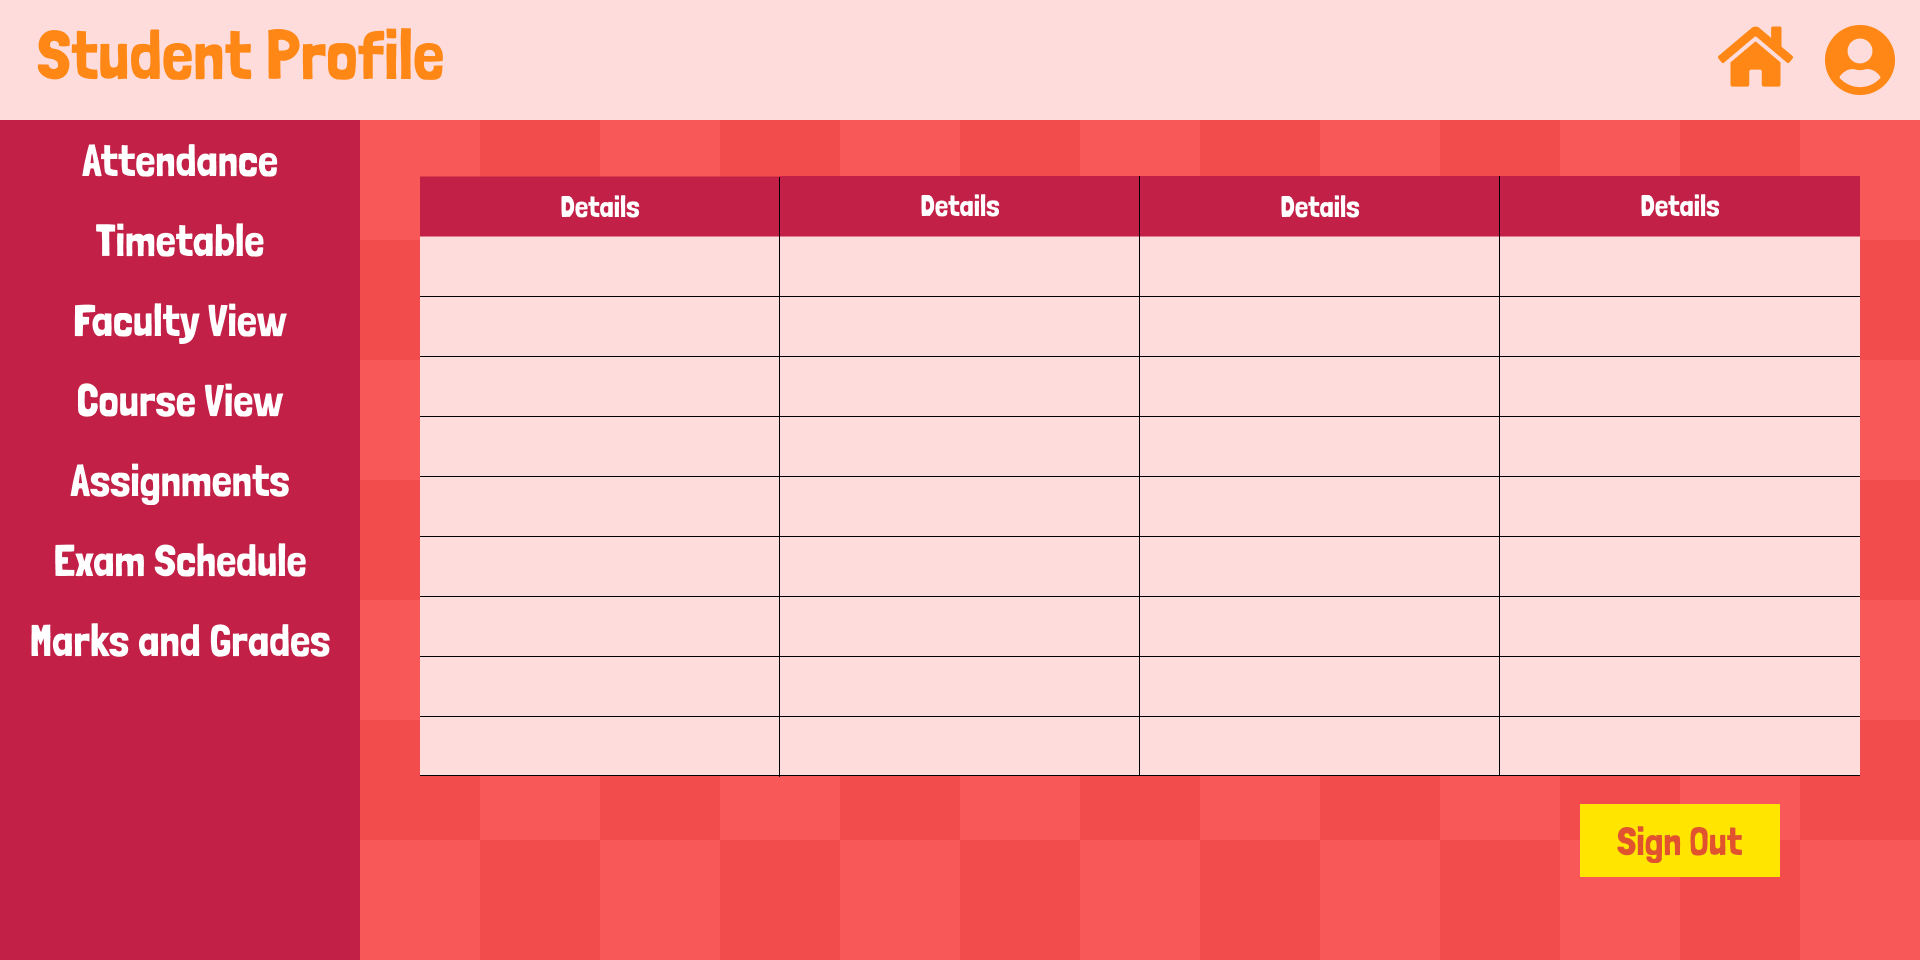 Student Profile
Attendance
Timetable
Faculty View
Course View
Assignments
Exam Schedule
Marks and Grades
Details Details Details Details
Sign Out